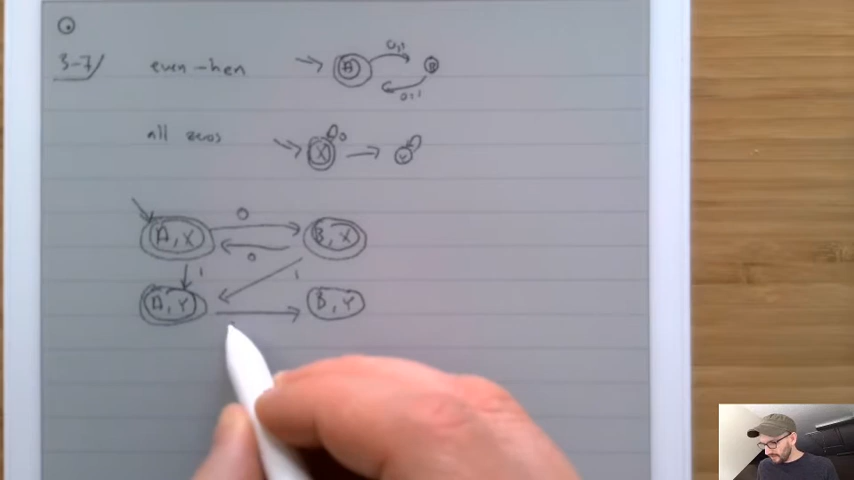 3-7/ even-len A 0,1 B
0,1
all zeros X 0 Y
A,X 0 B,X
0
1 1
A,Y B,Y